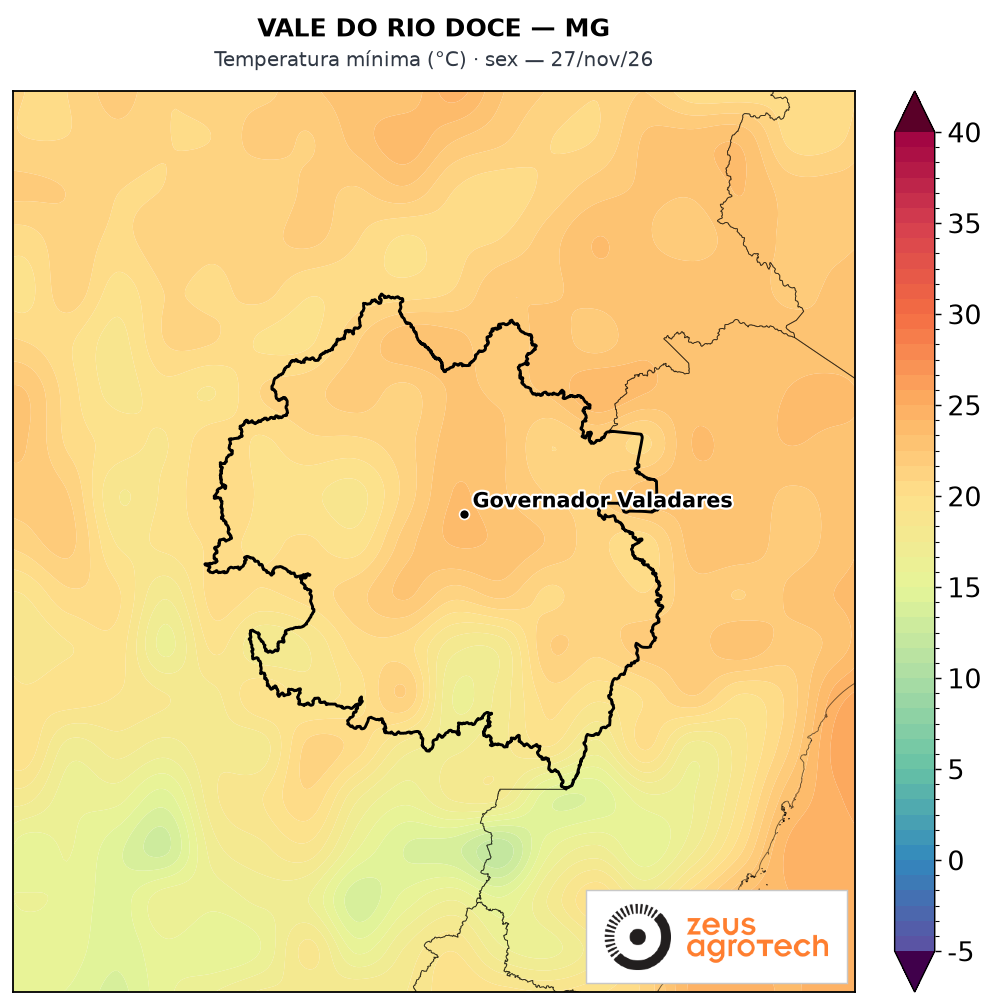 VALE DO RIO DOCE — MG
Temperatura mínima (°C) · sex — 27/nov/26
40
35
30
25
20
15
10
5
0
-5
Governador Valadares
zeus
agrotech